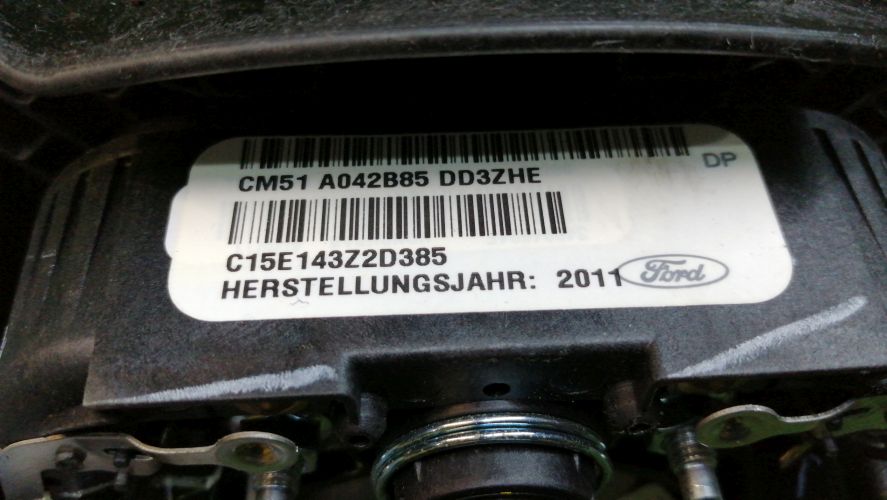 DP
CM51 A042B85 DD3ZHE
C15E143Z2D385
HERSTELLUNGSJAHR: 2011
Ford